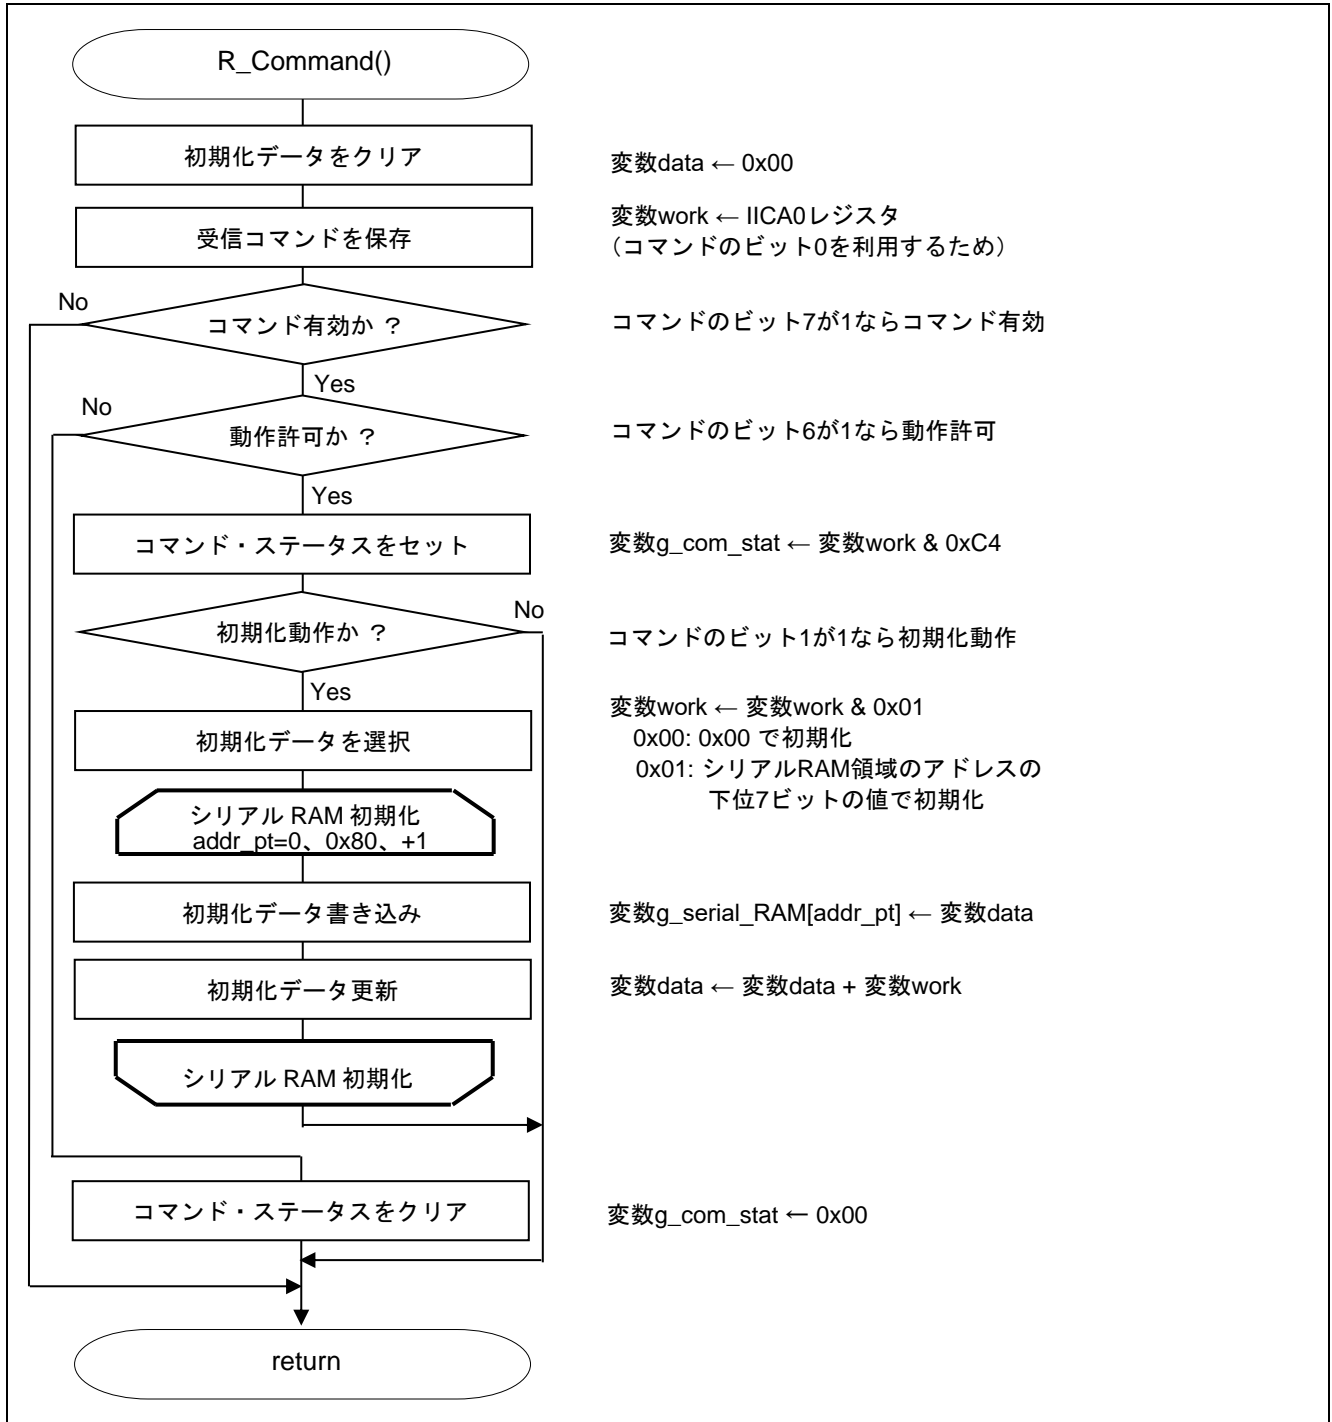 R_Command()
初期化データをクリア
変数data ← 0x00
受信コマンドを保存
変数work ← IICA0レジスタ
（コマンドのビット0を利用するため）
No
コマンド有効か ？
コマンドのビット7が1ならコマンド有効
Yes
No
動作許可か ？
コマンドのビット6が1なら動作許可
Yes
コマンド・ステータスをセット
変数g_com_stat ← 変数work & 0xC4
No
初期化動作か ？
コマンドのビット1が1なら初期化動作
Yes
初期化データを選択
変数work ← 変数work & 0x01
0x00: 0x00 で初期化
0x01: シリアルRAM領域のアドレスの
下位7ビットの値で初期化
シリアル RAM 初期化
addr_pt=0、0x80、+1
初期化データ書き込み
変数g_serial_RAM[addr_pt] ← 変数data
初期化データ更新
変数data ← 変数data + 変数work
シリアル RAM 初期化
コマンド・ステータスをクリア
変数g_com_stat ← 0x00
return